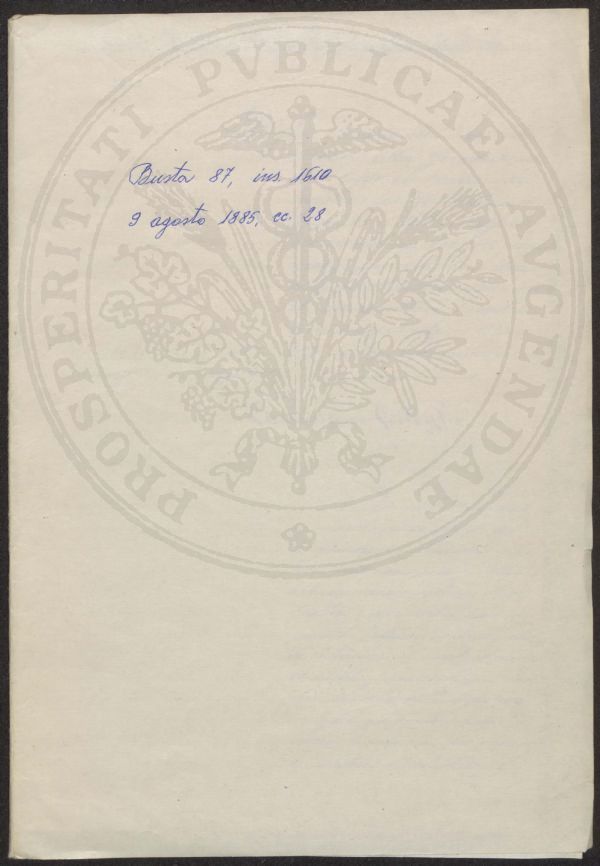 PROSPERITATI PVBLICAE AVGENDAE
Busta 87, ins. 1610
9 agosto 1885, cc. 28